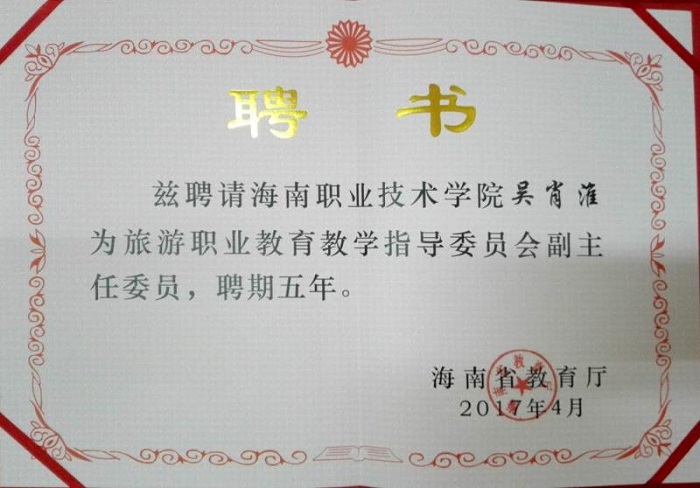 聘书
兹聘请海南职业技术学院吴肖淮
为旅游职业教育教学指导委员会副主
任委员，聘期五年。
海南省教育厅
2017年4月